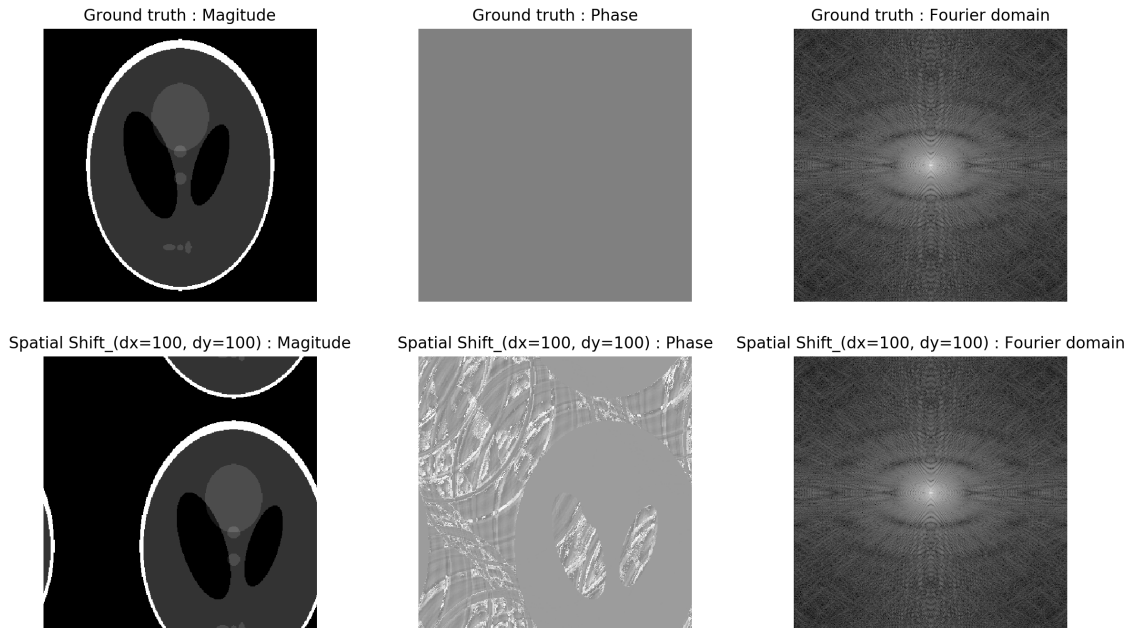 Ground truth : Magitude
Ground truth : Phase
Ground truth : Fourier domain
Spatial Shift_(dx=100, dy=100) : Magitude
Spatial Shift_(dx=100, dy=100) : Phase
Spatial Shift_(dx=100, dy=100) : Fourier domain